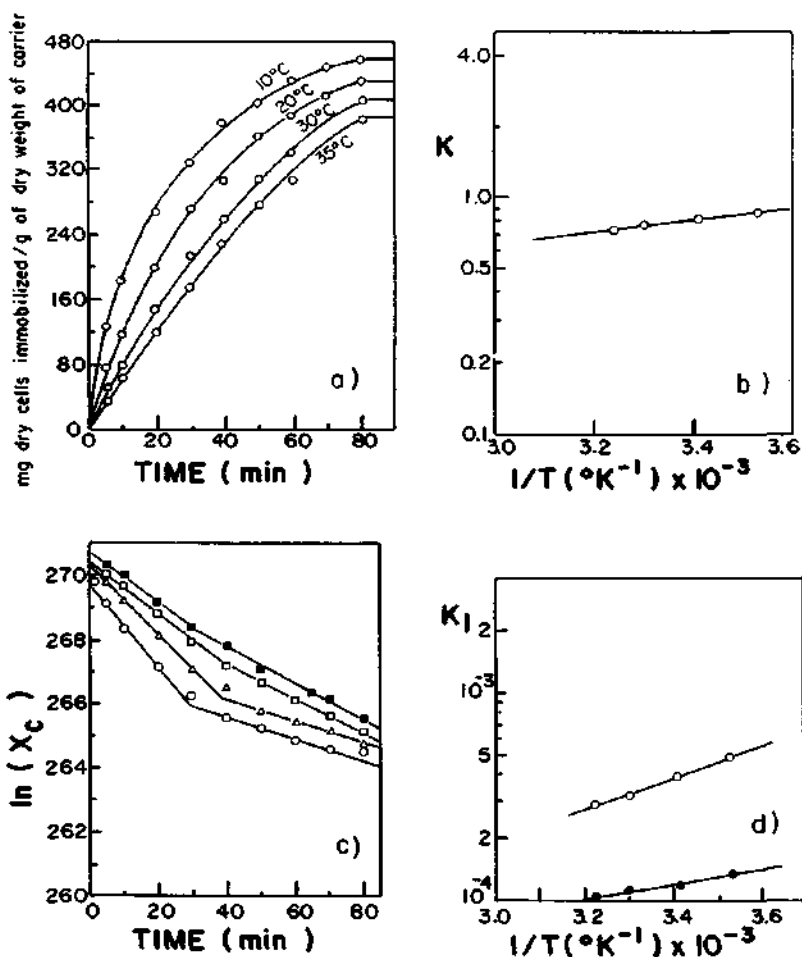 mg dry cells immobilized/g of dry weight of carrier
480
400
320
240
160
80
0
10°C
20°C
30°C
35°C
a)
0 20 40 60 80
TIME (min)
K
4.0
1.0
0.5
0.2
0.1
b)
3.0 3.2 3.4 3.6
1/T (°K⁻¹) x 10⁻³
ln (Xc)
270
268
266
264
262
260
c)
0 20 40 60 80
TIME (min)
K1
2
10⁻³
5
2
10⁻⁴
d)
3.0 3.2 3.4 3.6
1/T (°K⁻¹) x 10⁻³